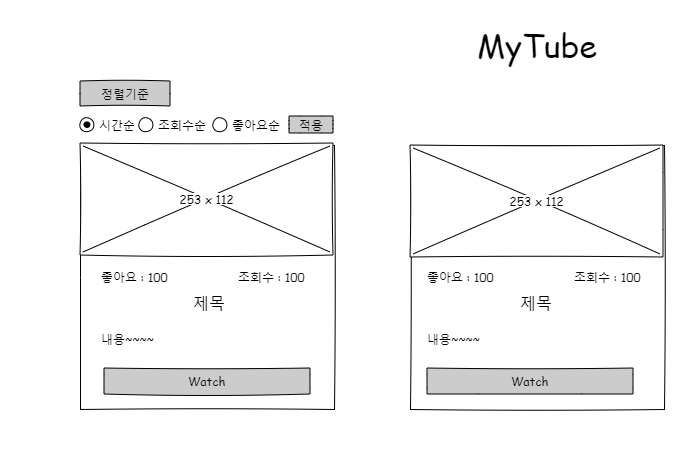 MyTube
정렬기준
시간순 조회수순 좋아요순 적용
253 x 112
253 x 112
좋아요 : 100 조회수 : 100
좋아요 : 100 조회수 : 100
제목
제목
내용~~~~
내용~~~~
Watch
Watch